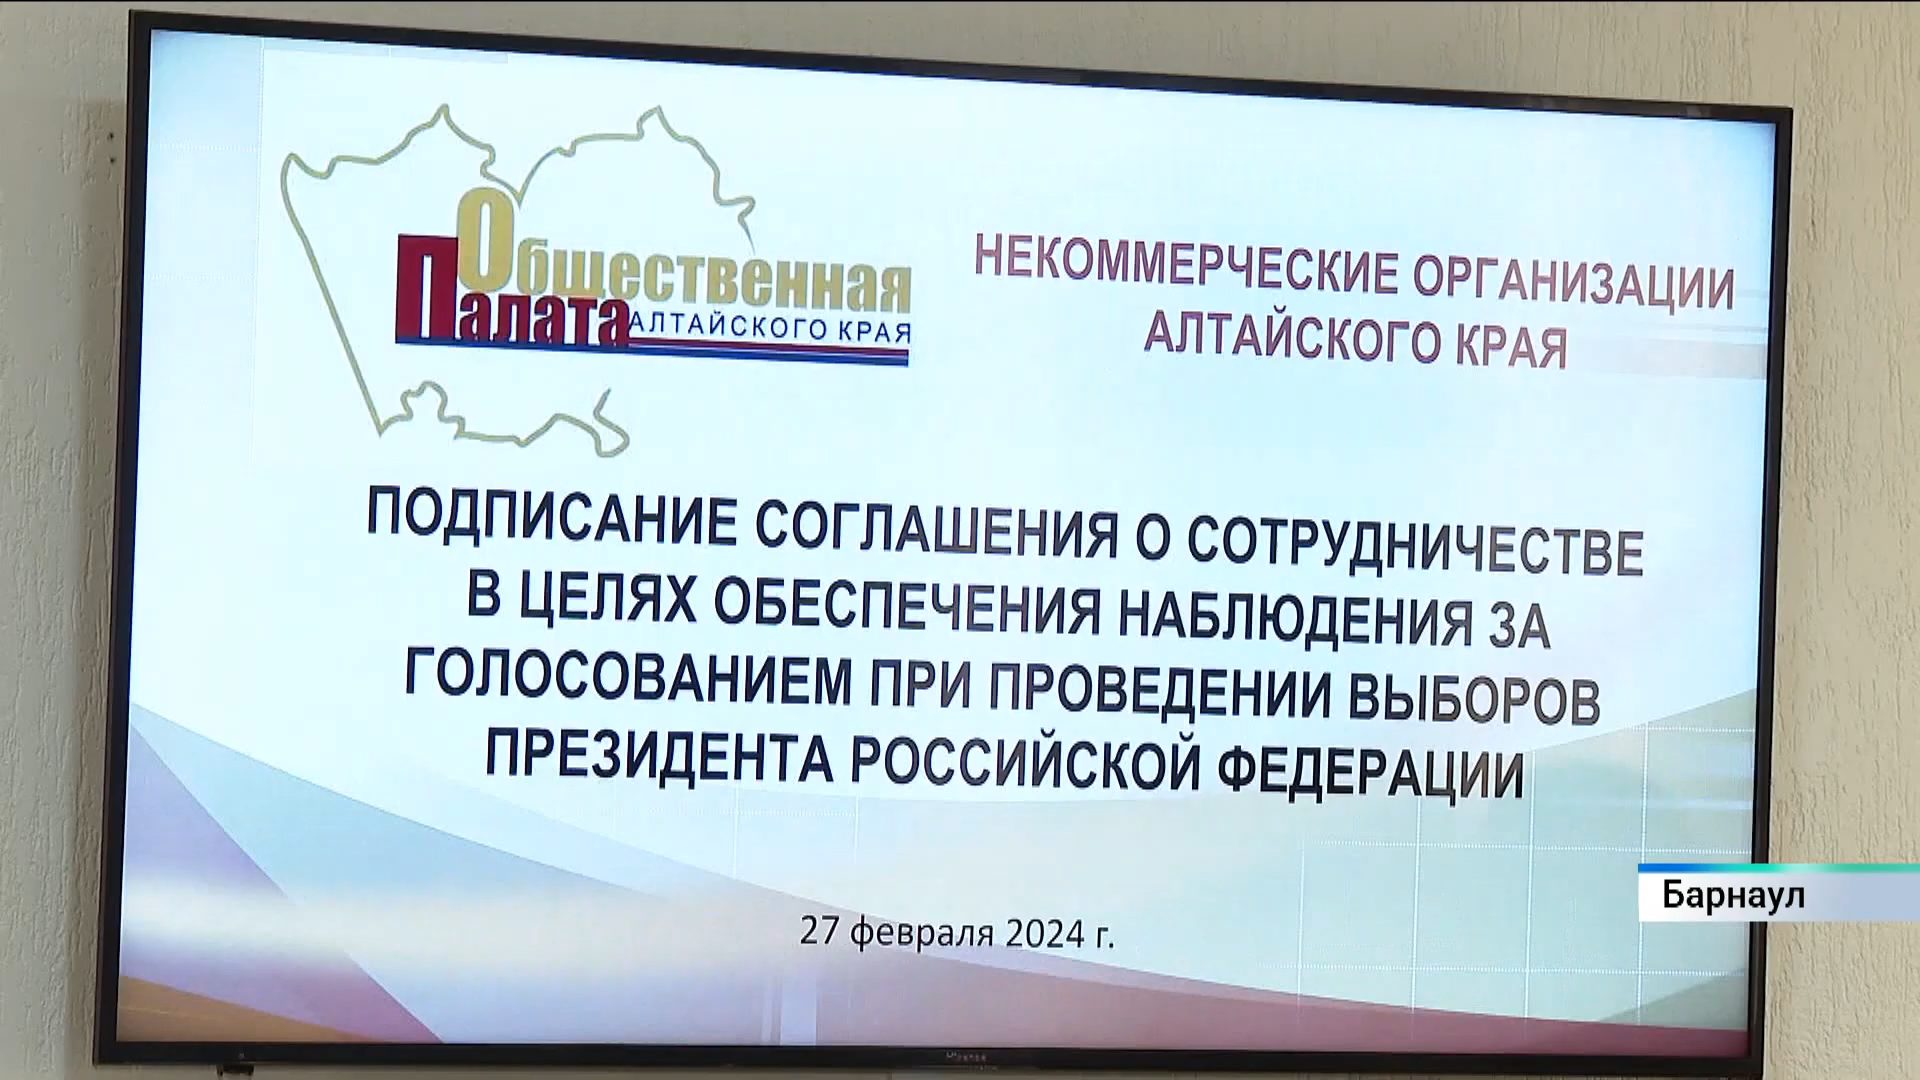 Общественная
Палата АЛТАЙСКОГО КРАЯ
НЕКОММЕРЧЕСКИЕ ОРГАНИЗАЦИИ
АЛТАЙСКОГО КРАЯ
ПОДПИСАНИЕ СОГЛАШЕНИЯ О СОТРУДНИЧЕСТВЕ
В ЦЕЛЯХ ОБЕСПЕЧЕНИЯ НАБЛЮДЕНИЯ ЗА
ГОЛОСОВАНИЕМ ПРИ ПРОВЕДЕНИИ ВЫБОРОВ
ПРЕЗИДЕНТА РОССИЙСКОЙ ФЕДЕРАЦИИ
Барнаул
27 февраля 2024 г.